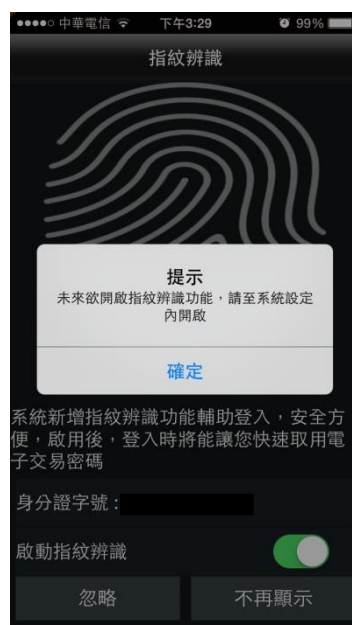 中華電信 下午3:29 99%
指紋辨識
提示
未來欲開啟指紋辨識功能，請至系統設定
內開啟
確定
系統新增指紋辨識功能輔助登入，安全方
便，啟用後，登入時將能讓您快速取用電
子交易密碼
身分證字號：
啟動指紋辨識
忽略 不再顯示